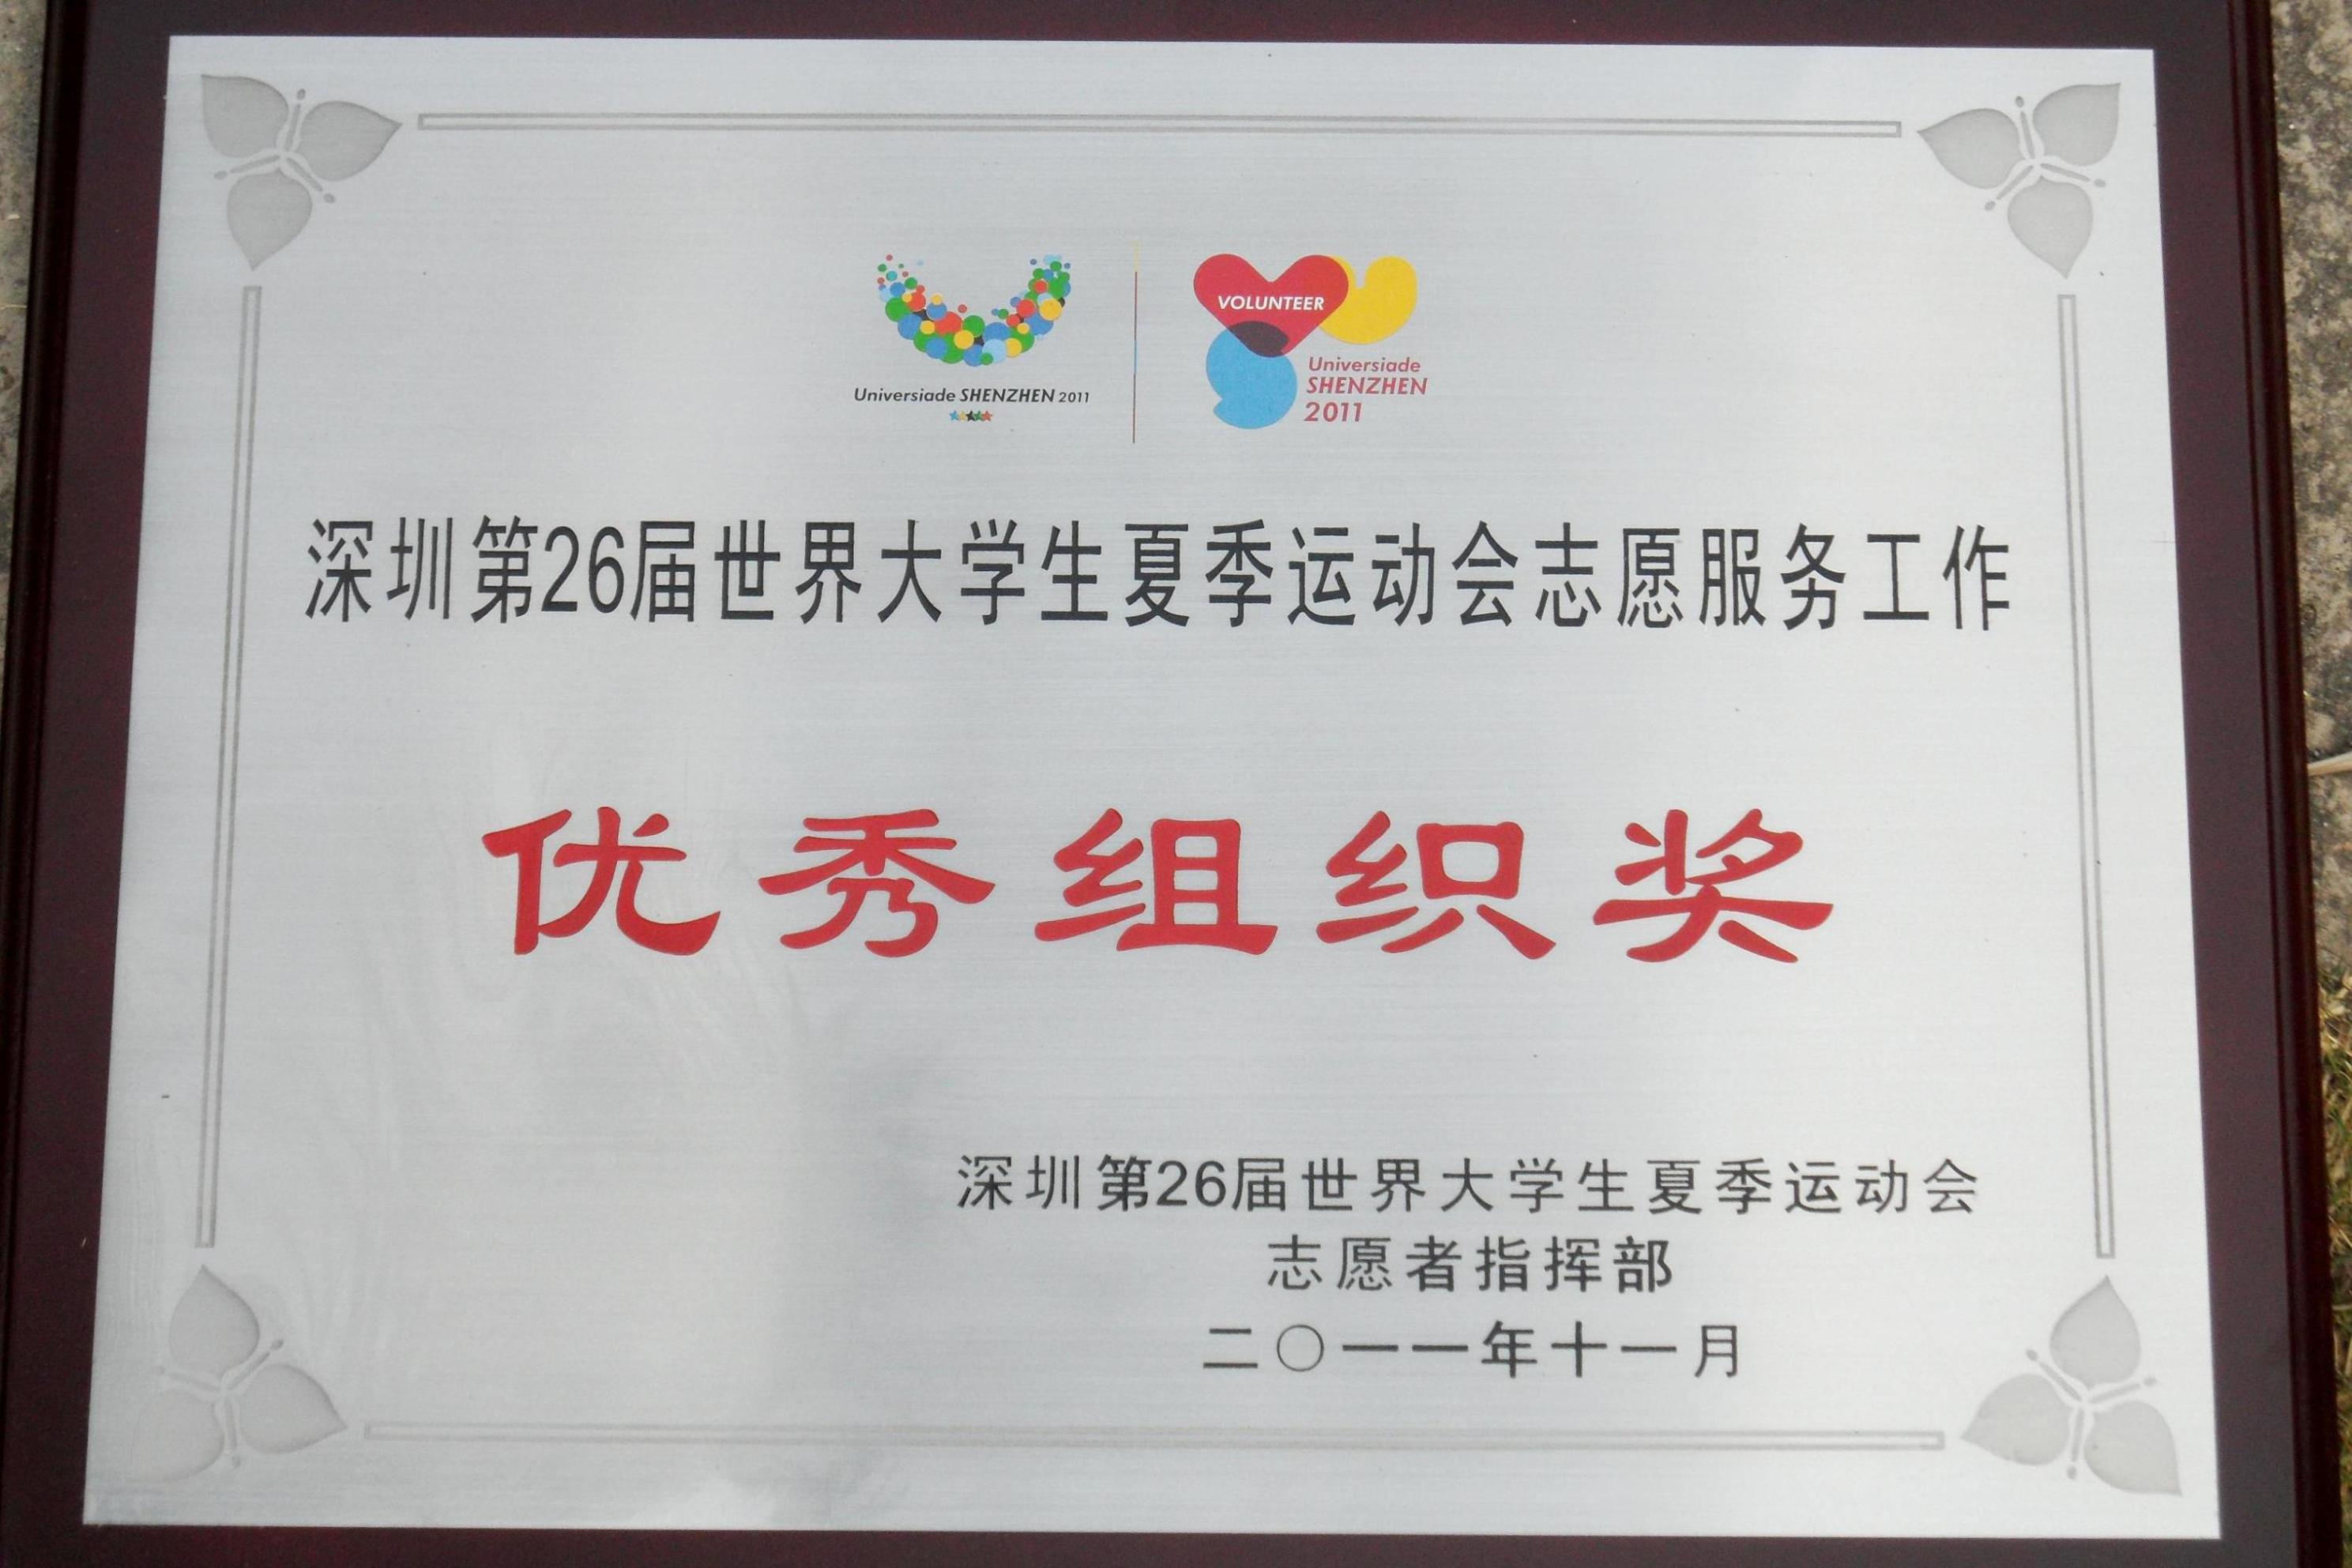 Universiade SHENZHEN 2011
VOLUNTEER
Universiade
SHENZHEN
2011
深圳第26届世界大学生夏季运动会志愿服务工作
优秀组织奖
深圳第26届世界大学生夏季运动会
志愿者指挥部
二〇一一年十一月